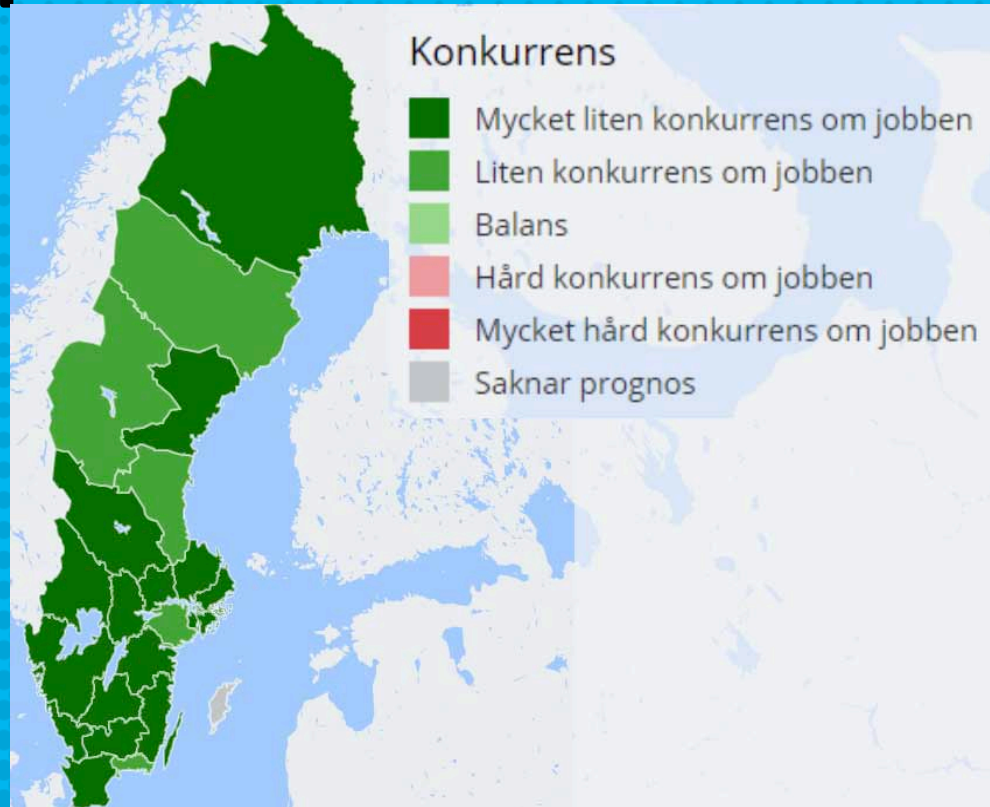 Konkurrens
Mycket liten konkurrens om jobben
Liten konkurrens om jobben
Balans
Hård konkurrens om jobben
Mycket hård konkurrens om jobben
Saknar prognos